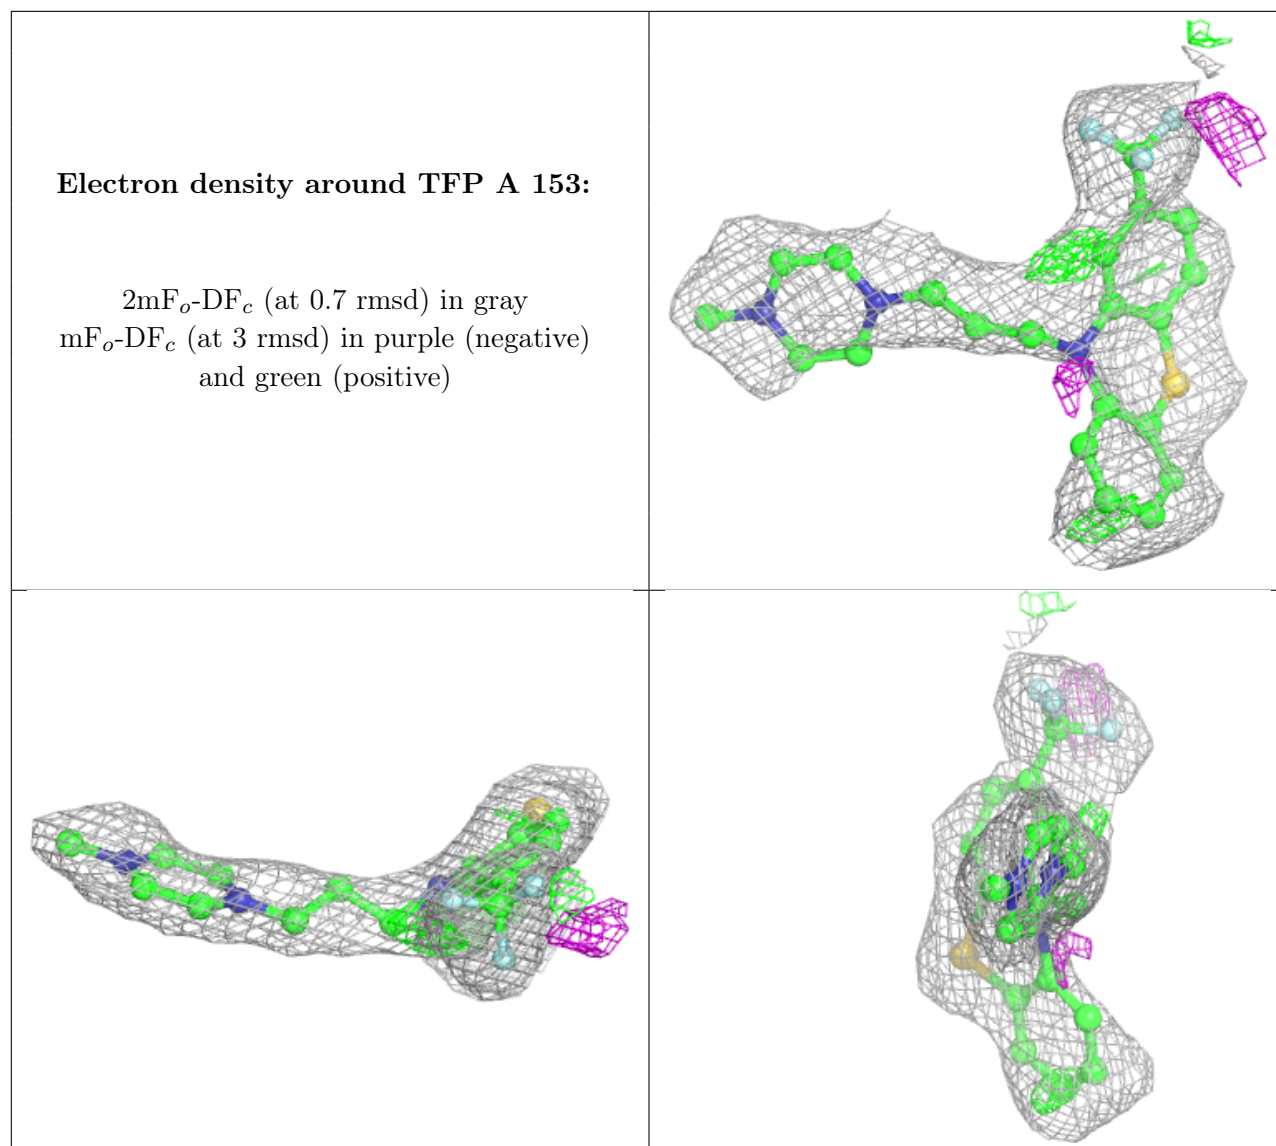 Electron density around TFP A 153:
2mFo-DFc (at 0.7 rmsd) in gray
mFo-DFc (at 3 rmsd) in purple (negative)
and green (positive)